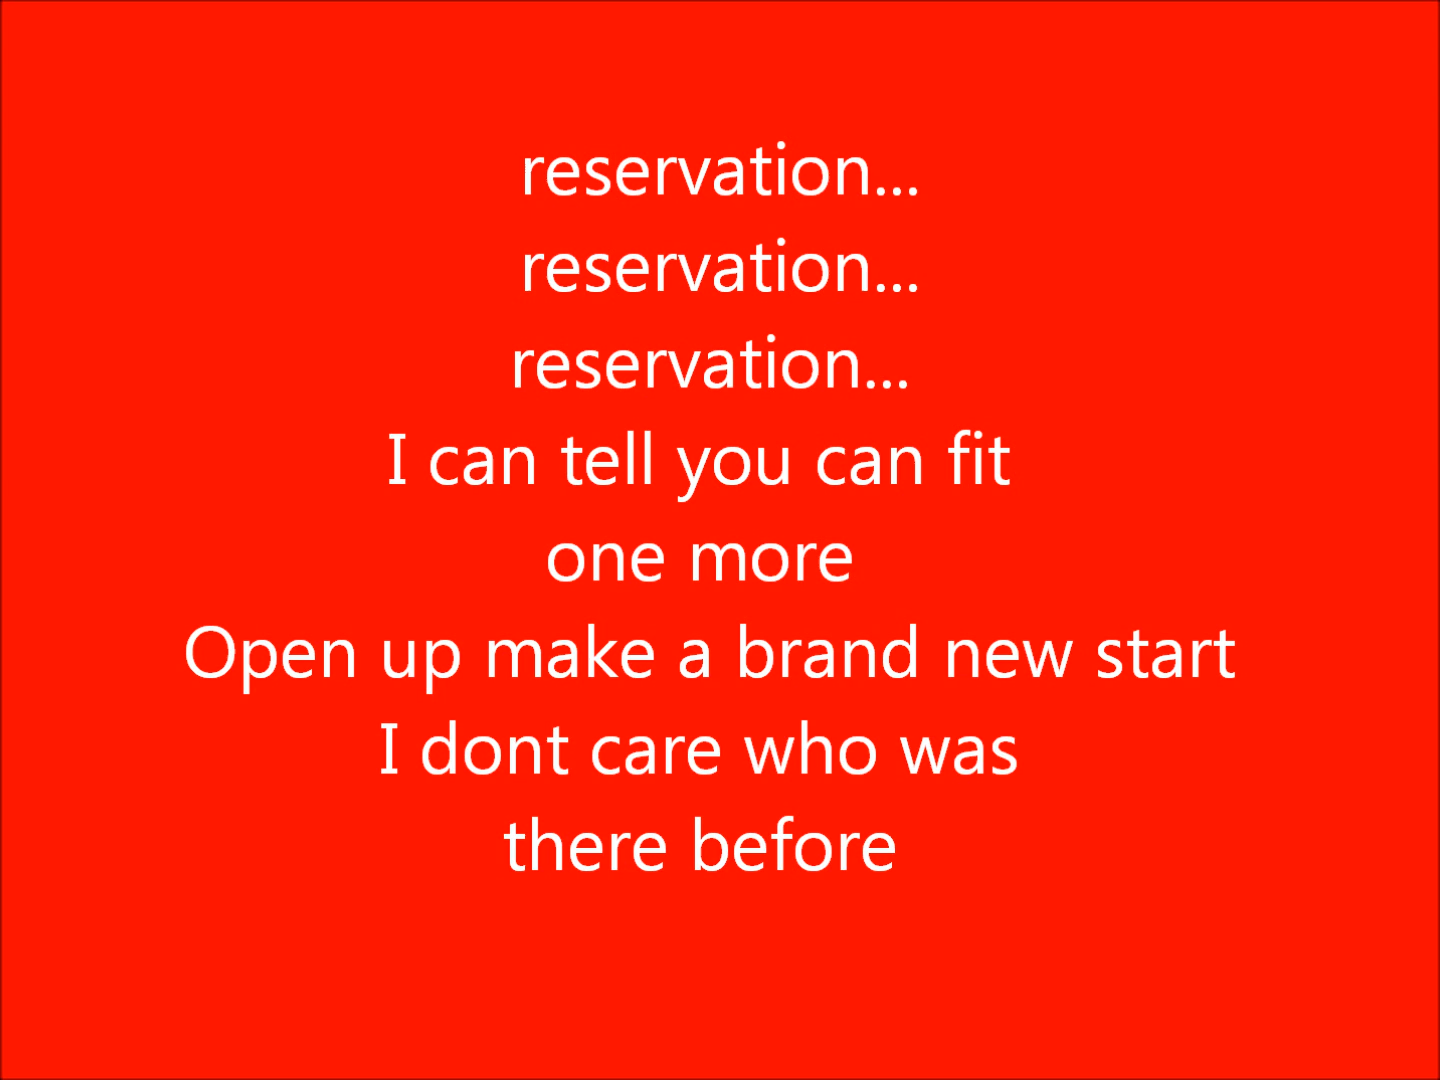 reservation...
reservation...
reservation...
I can tell you can fit
one more
Open up make a brand new start
I dont care who was
there before